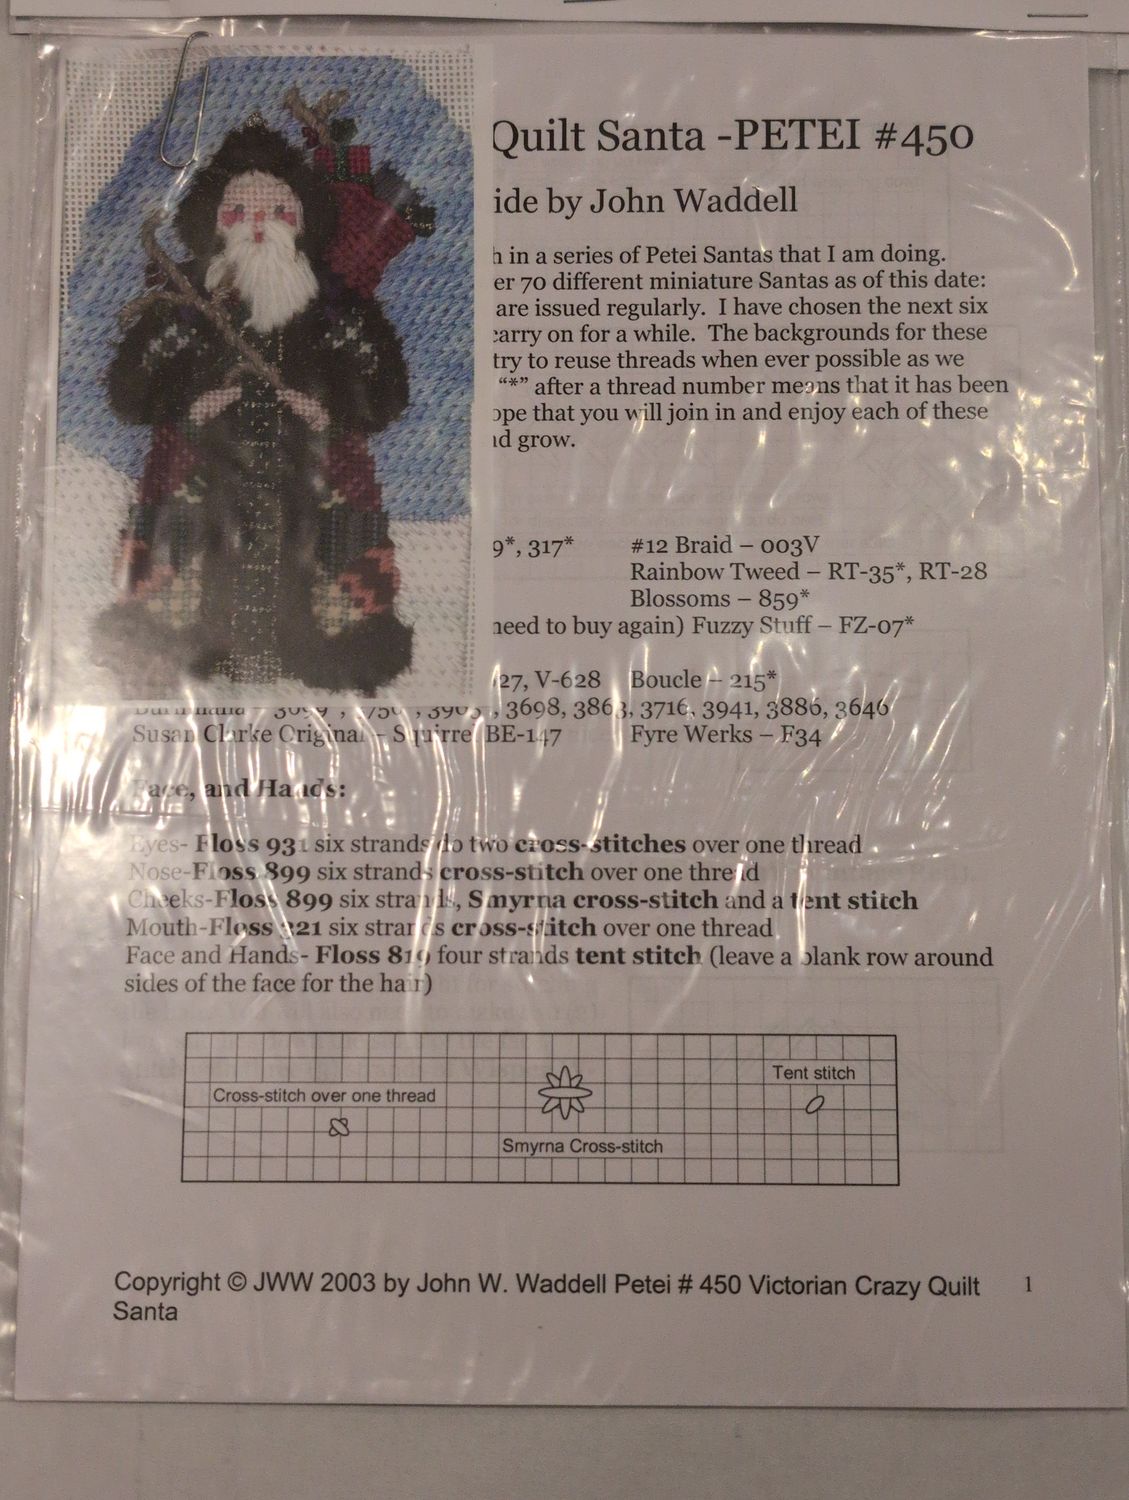 Quilt Santa -PETEI #450
ide by John Waddell
h in a series of Petei Santas that I am doing.
er 70 different miniature Santas as of this date:
are issued regularly. I have chosen the next six
carry on for a while. The backgrounds for these
try to reuse threads when ever possible as we
"*" after a thread number means that it has been
ope that you will join in and enjoy each of these
nd grow.
9*, 317* #12 Braid – 003V
Rainbow Tweed – RT-35*, RT-28
Blossoms – 859*
need to buy again) Fuzzy Stuff – FZ-07*
27, V-628 Boucle – 215*
3698, 3863, 3716, 3941, 3886, 3646
Susan Clarke Original – Squirrel BE-147 Fyre Werks – F34
Face, and Hands:
Eyes- Floss 931 six strands do two cross-stitches over one thread
Nose-Floss 899 six strands cross-stitch over one thread
Cheeks-Floss 899 six strands, Smyrna cross-stitch and a tent stitch
Mouth-Floss 321 six strands cross-stitch over one thread
Face and Hands- Floss 819 four strands tent stitch (leave a blank row around
sides of the face for the hair)
Tent stitch
Cross-stitch over one thread
Smyrna Cross-stitch
Copyright © JWW 2003 by John W. Waddell Petei # 450 Victorian Crazy Quilt 1
Santa